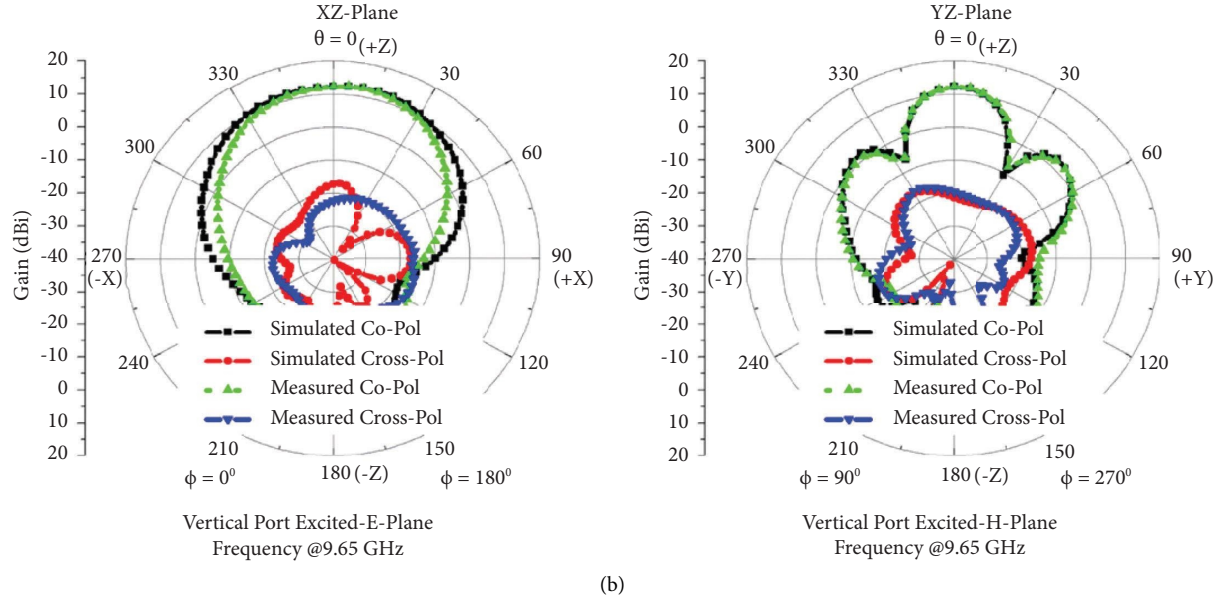 XZ-Plane
θ = 0 (+Z)
20
10
0
-10
-20
-30
-40
-30
-20
-10
0
10
20
Gain (dBi)
330
30
300
60
270
(-X)
90
(+X)
240
120
210
150
180 (-Z)
ϕ = 0⁰
ϕ = 180⁰
Simulated Co-Pol
Simulated Cross-Pol
Measured Co-Pol
Measured Cross-Pol
Vertical Port Excited-E-Plane
Frequency @9.65 GHz
YZ-Plane
θ = 0 (+Z)
20
10
0
-10
-20
-30
-40
-30
-20
-10
0
10
20
Gain (dBi)
330
30
300
60
270
(-Y)
90
(+Y)
240
120
210
150
180 (-Z)
ϕ = 90⁰
ϕ = 270⁰
Simulated Co-Pol
Simulated Cross-Pol
Measured Co-Pol
Measured Cross-Pol
Vertical Port Excited-H-Plane
Frequency @9.65 GHz
(b)